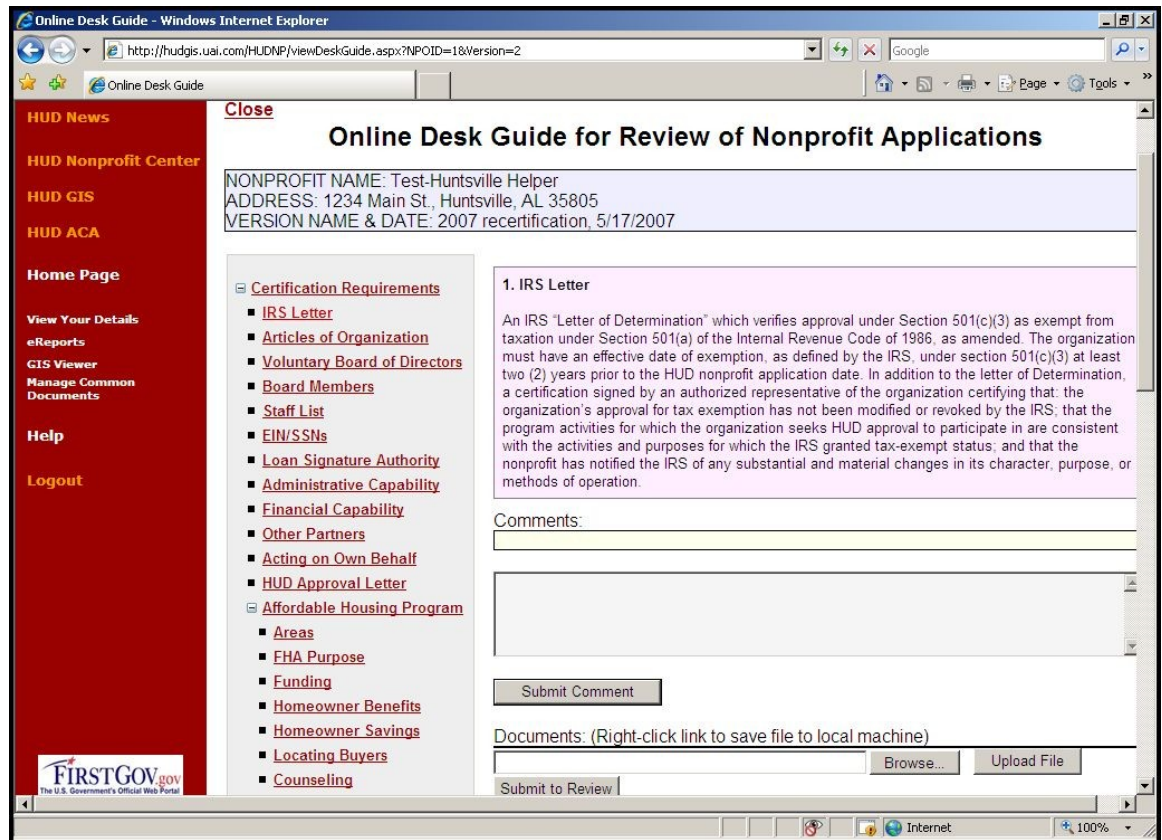 Online Desk Guide - Windows Internet Explorer
http://hudgis.uai.com/HUDNP/viewDeskGuide.aspx?NPOID=1&Version=2
Google
Online Desk Guide
Page
Tools
HUD News
HUD Nonprofit Center
HUD GIS
HUD ACA
Home Page
View Your Details
eReports
GIS Viewer
Manage Common
Documents
Help
Logout
FIRSTGOV.gov
The U.S. Government's Official Web Portal
Close
Online Desk Guide for Review of Nonprofit Applications
NONPROFIT NAME: Test-Huntsville Helper
ADDRESS: 1234 Main St., Huntsville, AL 35805
VERSION NAME & DATE: 2007 recertification, 5/17/2007
Certification Requirements
IRS Letter
Articles of Organization
Voluntary Board of Directors
Board Members
Staff List
EIN/SSNs
Loan Signature Authority
Administrative Capability
Financial Capability
Other Partners
Acting on Own Behalf
HUD Approval Letter
Affordable Housing Program
Areas
FHA Purpose
Funding
Homeowner Benefits
Homeowner Savings
Locating Buyers
Counseling
1. IRS Letter
An IRS “Letter of Determination” which verifies approval under Section 501(c)(3) as exempt from
taxation under Section 501(a) of the Internal Revenue Code of 1986, as amended. The organization
must have an effective date of exemption, as defined by the IRS, under section 501(c)(3) at least
two (2) years prior to the HUD nonprofit application date. In addition to the letter of Determination,
a certification signed by an authorized representative of the organization certifying that: the
organization’s approval for tax exemption has not been modified or revoked by the IRS; that the
program activities for which the organization seeks HUD approval to participate in are consistent
with the activities and purposes for which the IRS granted tax-exempt status; and that the
nonprofit has notified the IRS of any substantial and material changes in its character, purpose, or
methods of operation.
Comments:
Submit Comment
Documents: (Right-click link to save file to local machine)
Browse...
Upload File
Submit to Review
Internet
100%